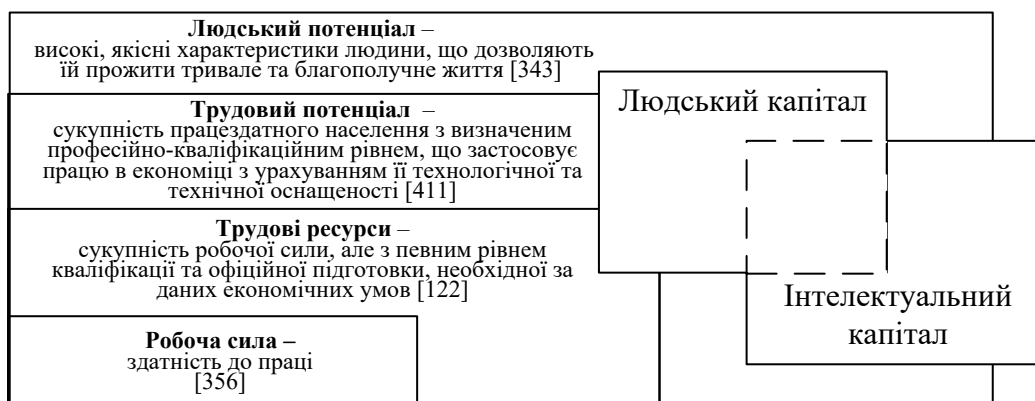 Людський потенціал –
високі, якісні характеристики людини, що дозволяють
їй прожити тривале та благополучне життя [343]
Трудовий потенціал –
сукупність працездатного населення з визначеним
професійно-кваліфікаційним рівнем, що застосовує
працю в економіці з урахуванням її технологічної та
технічної оснащеності [411]
Трудові ресурси –
сукупність робочої сили, але з певним рівнем
кваліфікації та офіційної підготовки, необхідної за
даних економічних умов [122]
Робоча сила –
здатність до праці
[356]
Людський капітал
Інтелектуальний
капітал